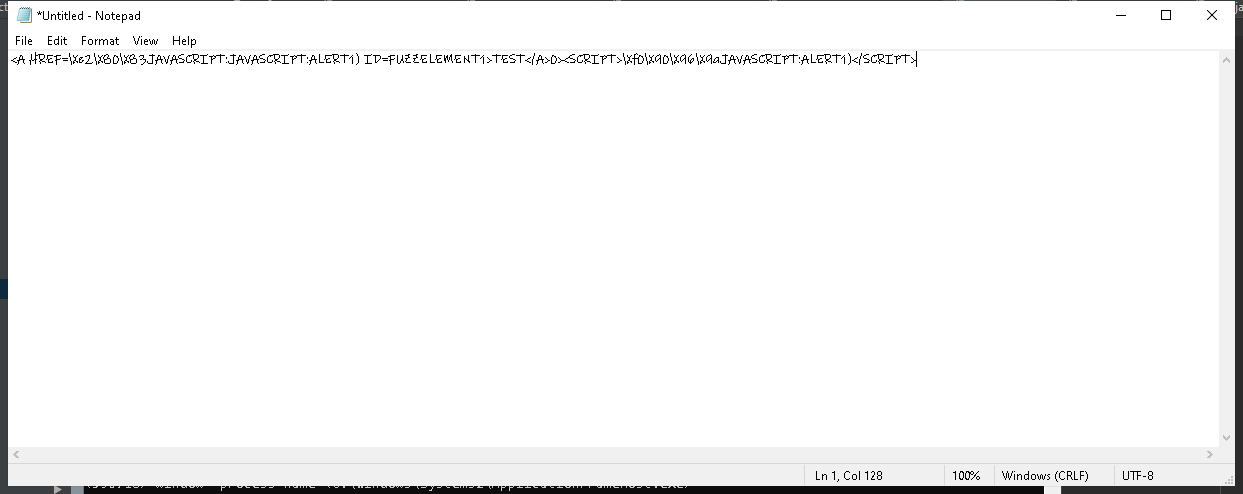 *Untitled - Notepad
File Edit Format View Help
<A HREF=\Xe2\X80\X83JAVASCRIPT:JAVASCRIPT:ALERT1) ID=FUZZELEMENT1>TEST</A>0><SCRIPT>\Xf0\X90\X96\X9aJAVASCRIPT:ALERT1)</SCRIPT>
Ln 1, Col 128 100% Windows (CRLF) UTF-8